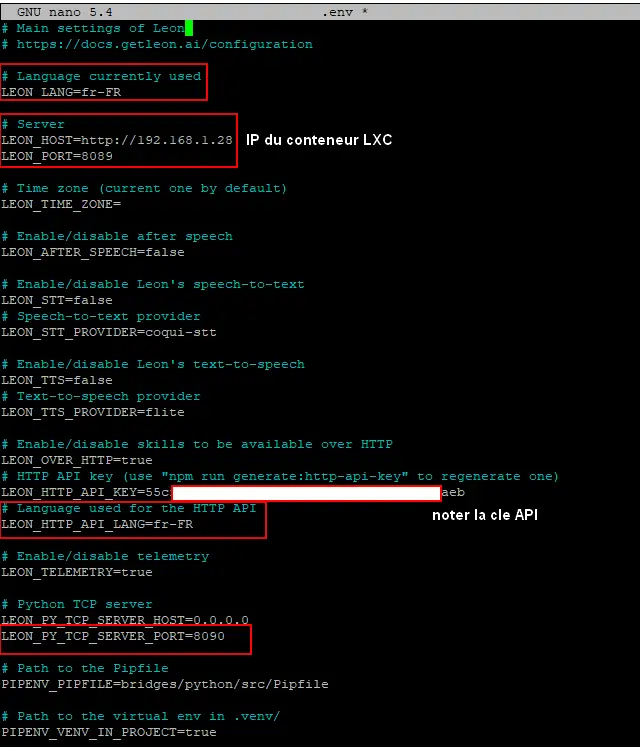 GNU nano 5.4 .env *
# Main settings of Leon
# https://docs.getleon.ai/configuration
# Language currently used
LEON_LANG=fr-FR
# Server
LEON_HOST=http://192.168.1.28 IP du conteneur LXC
LEON_PORT=8089
# Time zone (current one by default)
LEON_TIME_ZONE=
# Enable/disable after speech
LEON_AFTER_SPEECH=false
# Enable/disable Leon's speech-to-text
LEON_STT=false
# Speech-to-text provider
LEON_STT_PROVIDER=coqui-stt
# Enable/disable Leon's text-to-speech
LEON_TTS=false
# Text-to-speech provider
LEON_TTS_PROVIDER=flite
# Enable/disable skills to be available over HTTP
LEON_OVER_HTTP=true
# HTTP API key (use "npm run generate:http-api-key" to regenerate one)
LEON_HTTP_API_KEY=55c aeb
# Language used for the HTTP API
noter la cle API
LEON_HTTP_API_LANG=fr-FR
# Enable/disable telemetry
LEON_TELEMETRY=true
# Python TCP server
LEON_PY_TCP_SERVER_HOST=0.0.0.0
LEON_PY_TCP_SERVER_PORT=8090
# Path to the Pipfile
PIPENV_PIPFILE=bridges/python/src/Pipfile
# Path to the virtual env in .venv/
PIPENV_VENV_IN_PROJECT=true